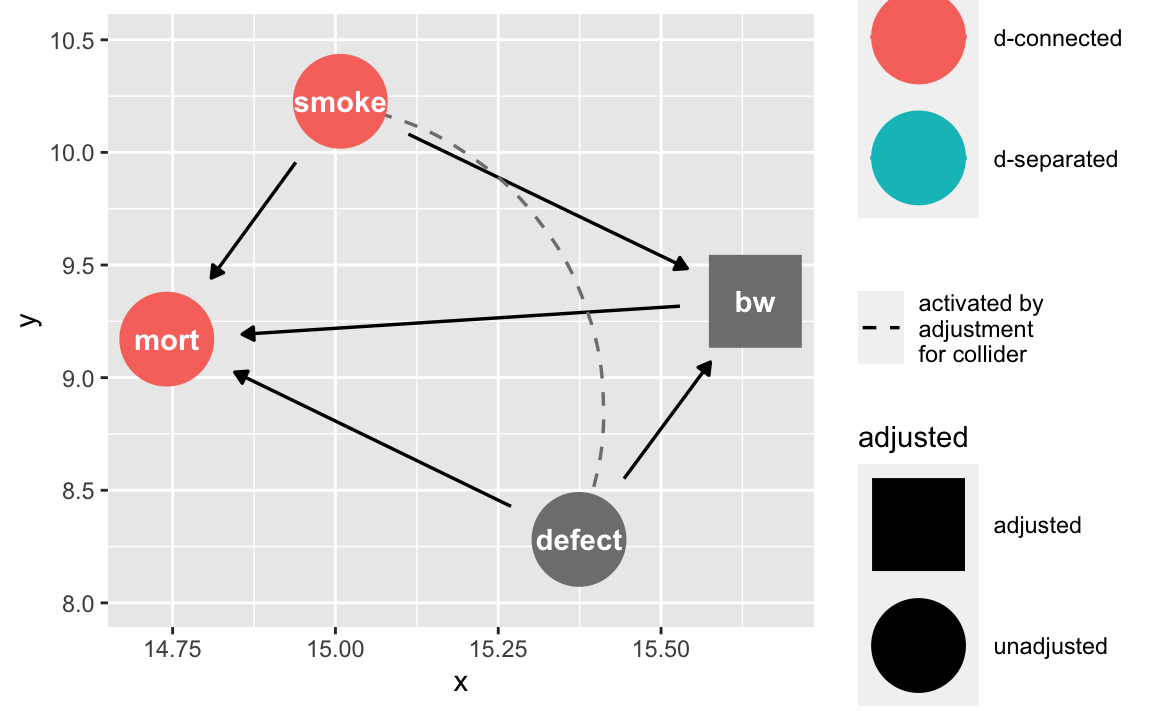 10.5
10.0
9.5
9.0
8.5
8.0
y
smoke
mort
bw
defect
14.75
15.00
15.25
15.50
x
d-connected
d-separated
activated by
adjustment
for collider
adjusted
adjusted
unadjusted